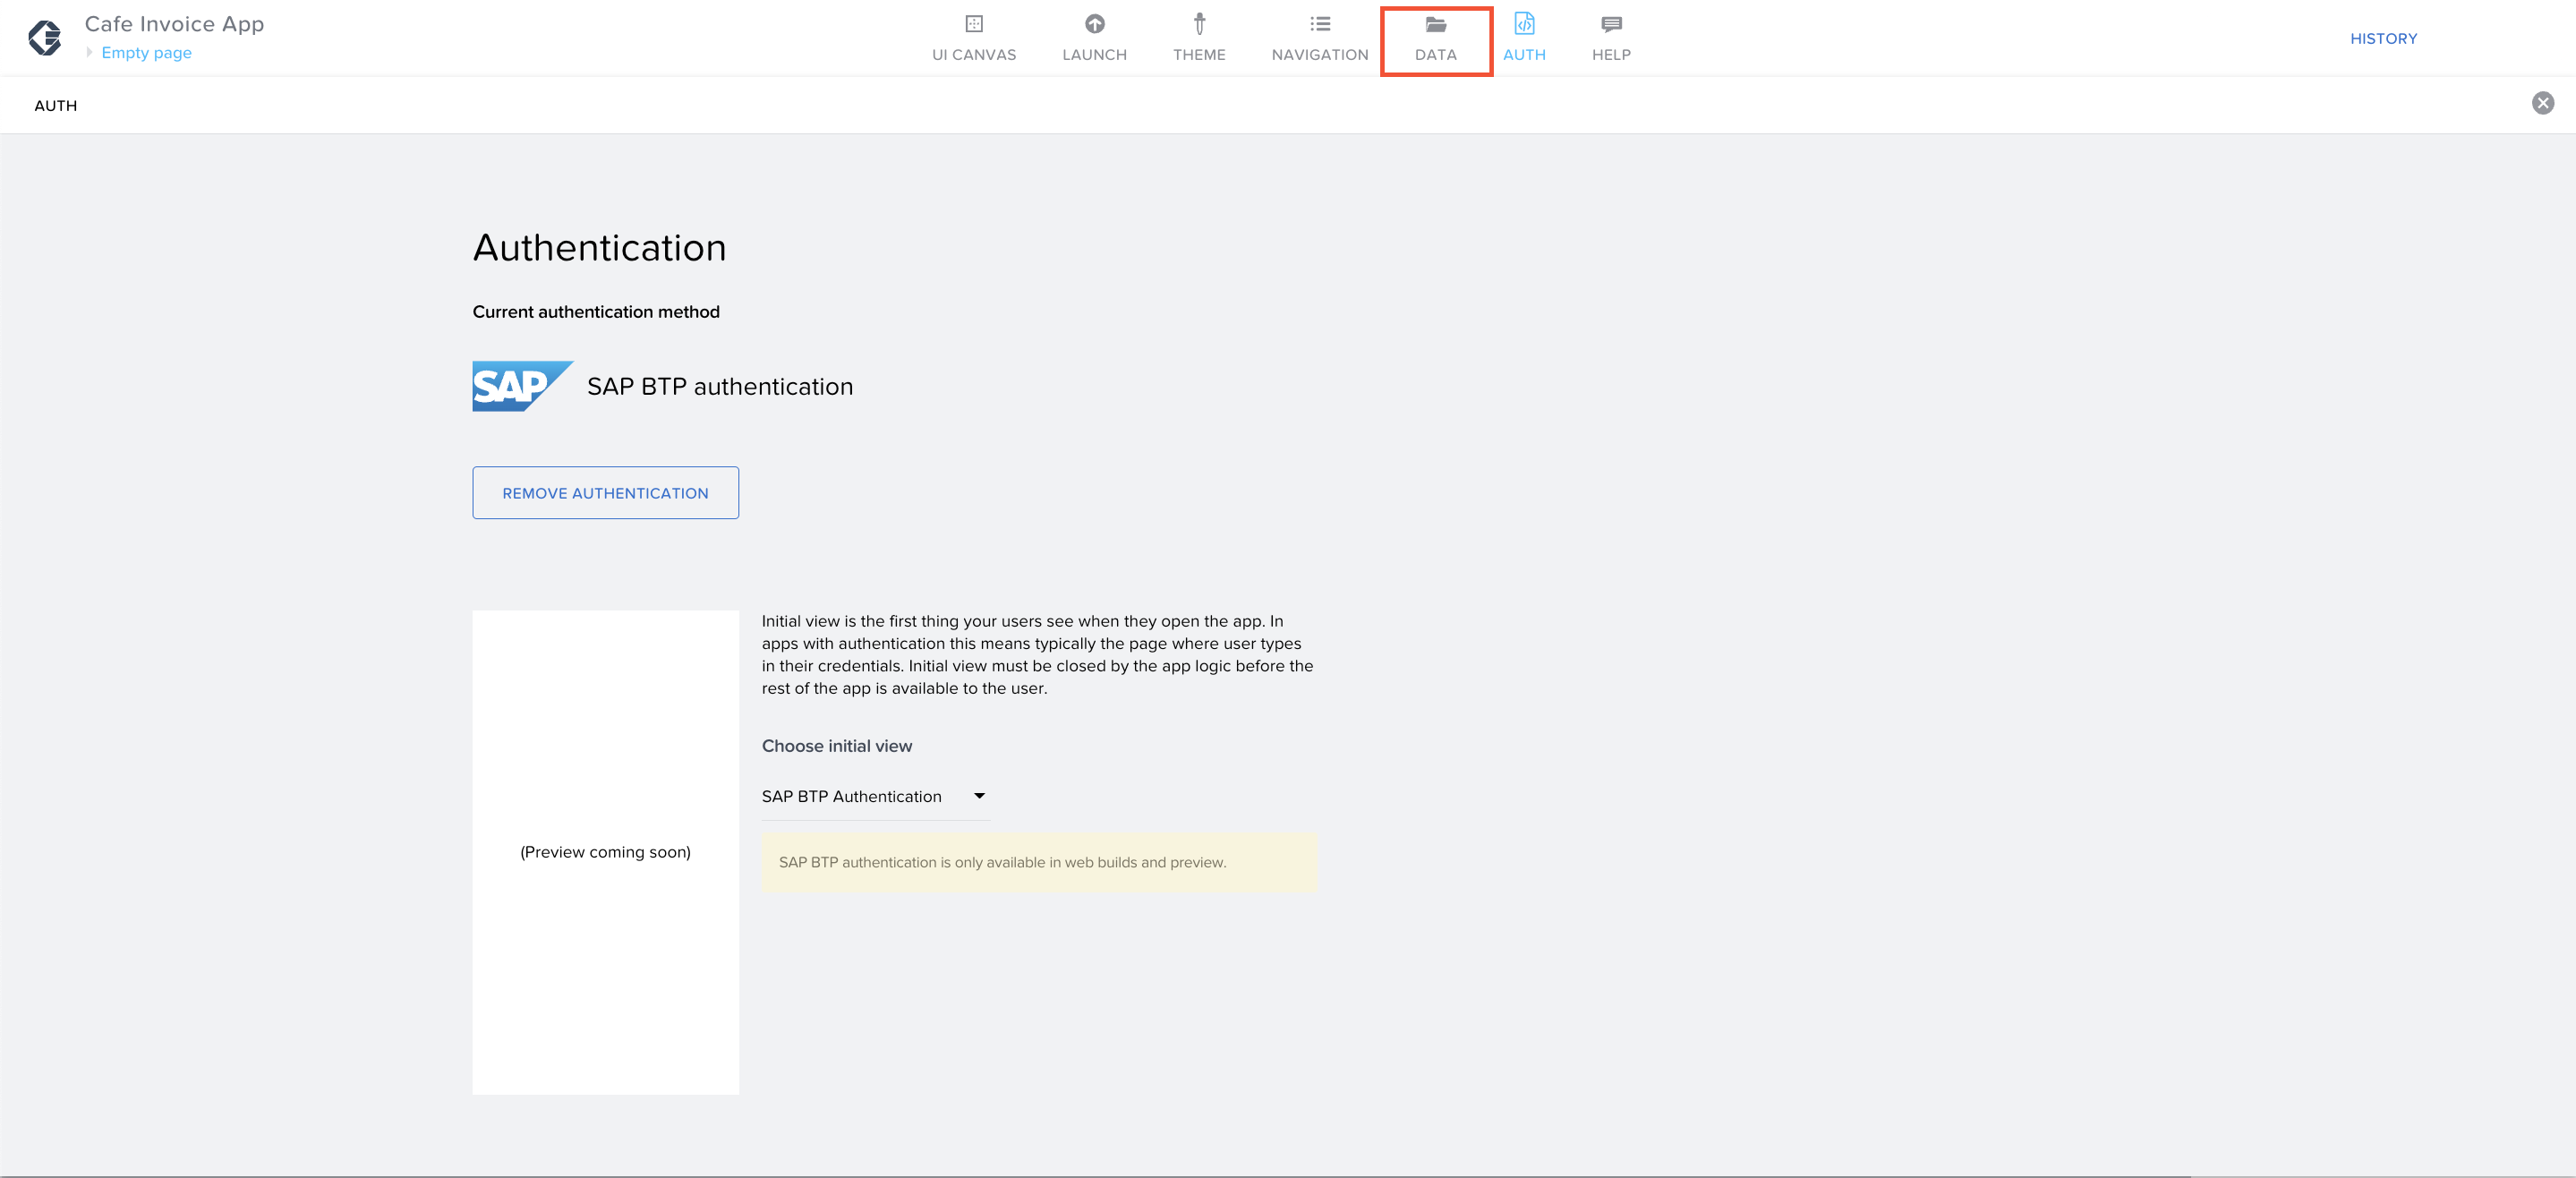 Cafe Invoice App
Empty page
UI CANVAS
LAUNCH
THEME
NAVIGATION
DATA
AUTH
HELP
HISTORY
AUTH
Authentication
Current authentication method
SAP
SAP BTP authentication
REMOVE AUTHENTICATION
(Preview coming soon)
Initial view is the first thing your users see when they open the app. In
apps with authentication this means typically the page where user types
in their credentials. Initial view must be closed by the app logic before the
rest of the app is available to the user.
Choose initial view
SAP BTP Authentication
SAP BTP authentication is only available in web builds and preview.